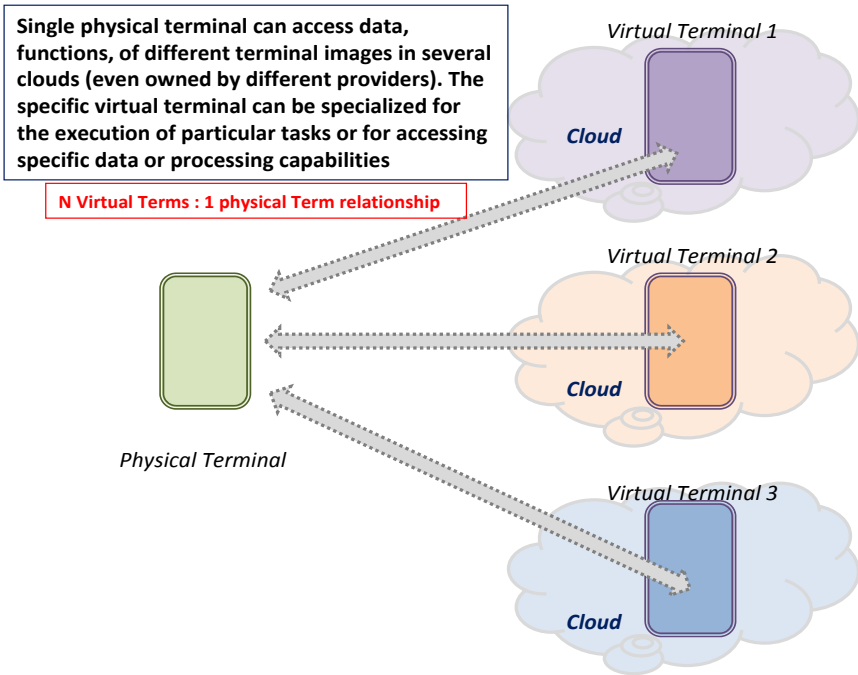 Single physical terminal can access data,
functions, of different terminal images in several
clouds (even owned by different providers). The
specific virtual terminal can be specialized for
the execution of particular tasks or for accessing
specific data or processing capabilities
N Virtual Terms : 1 physical Term relationship
Virtual Terminal 1
Cloud
Virtual Terminal 2
Cloud
Physical Terminal
Virtual Terminal 3
Cloud